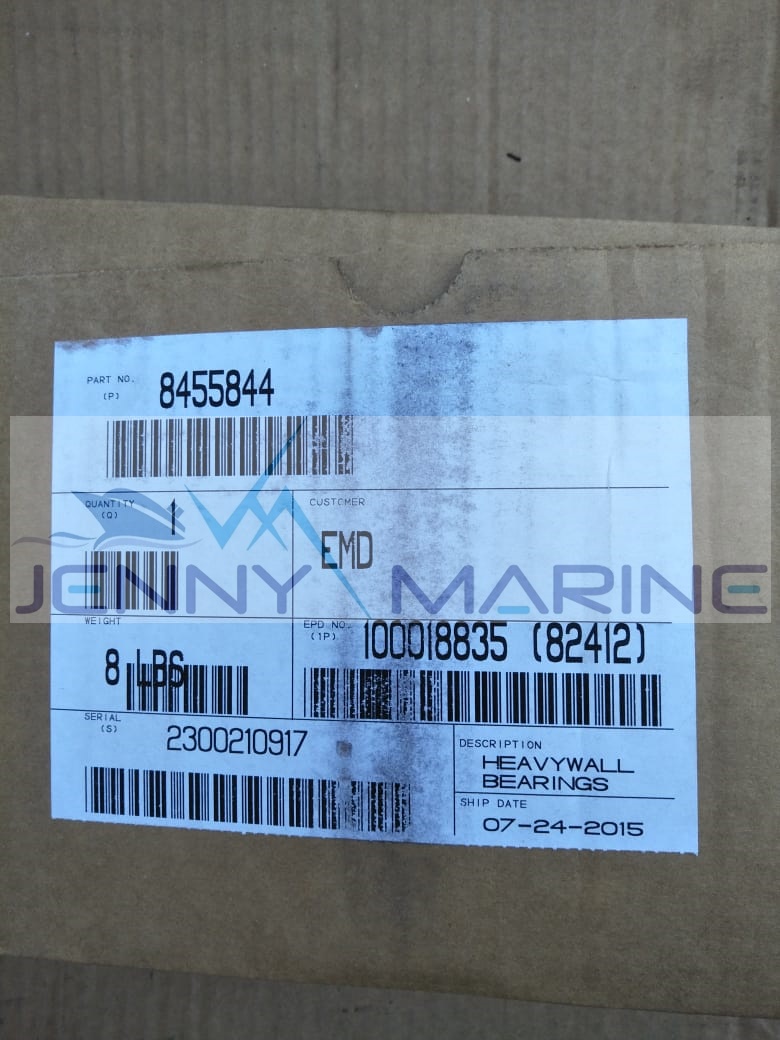 PART NO.
(P)
8455844
QUANTITY
(Q)
1
CUSTOMER
EMD
JENNY MARINE
WEIGHT
8 LBS
EPD NO.
(1P)
100018835 (82412)
SERIAL
(S)
2300210917
DESCRIPTION
HEAVYWALL
BEARINGS
SHIP DATE
07-24-2015